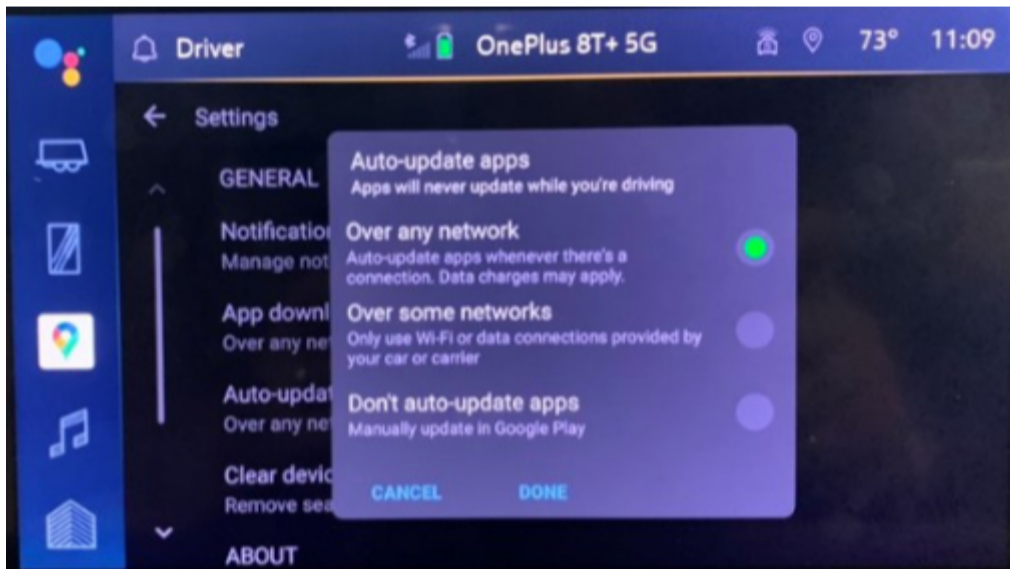 Driver
OnePlus 8T+ 5G
73°
11:09
Settings
GENERAL
Notification
Manage not
App downl
Over any ne
Auto-updat
Over any ne
Clear devic
Remove sea
ABOUT
Auto-update apps
Apps will never update while you're driving
Over any network
Auto-update apps whenever there's a
connection. Data charges may apply.
Over some networks
Only use Wi-Fi or data connections provided by
your car or carrier
Don't auto-update apps
Manually update in Google Play
CANCEL
DONE